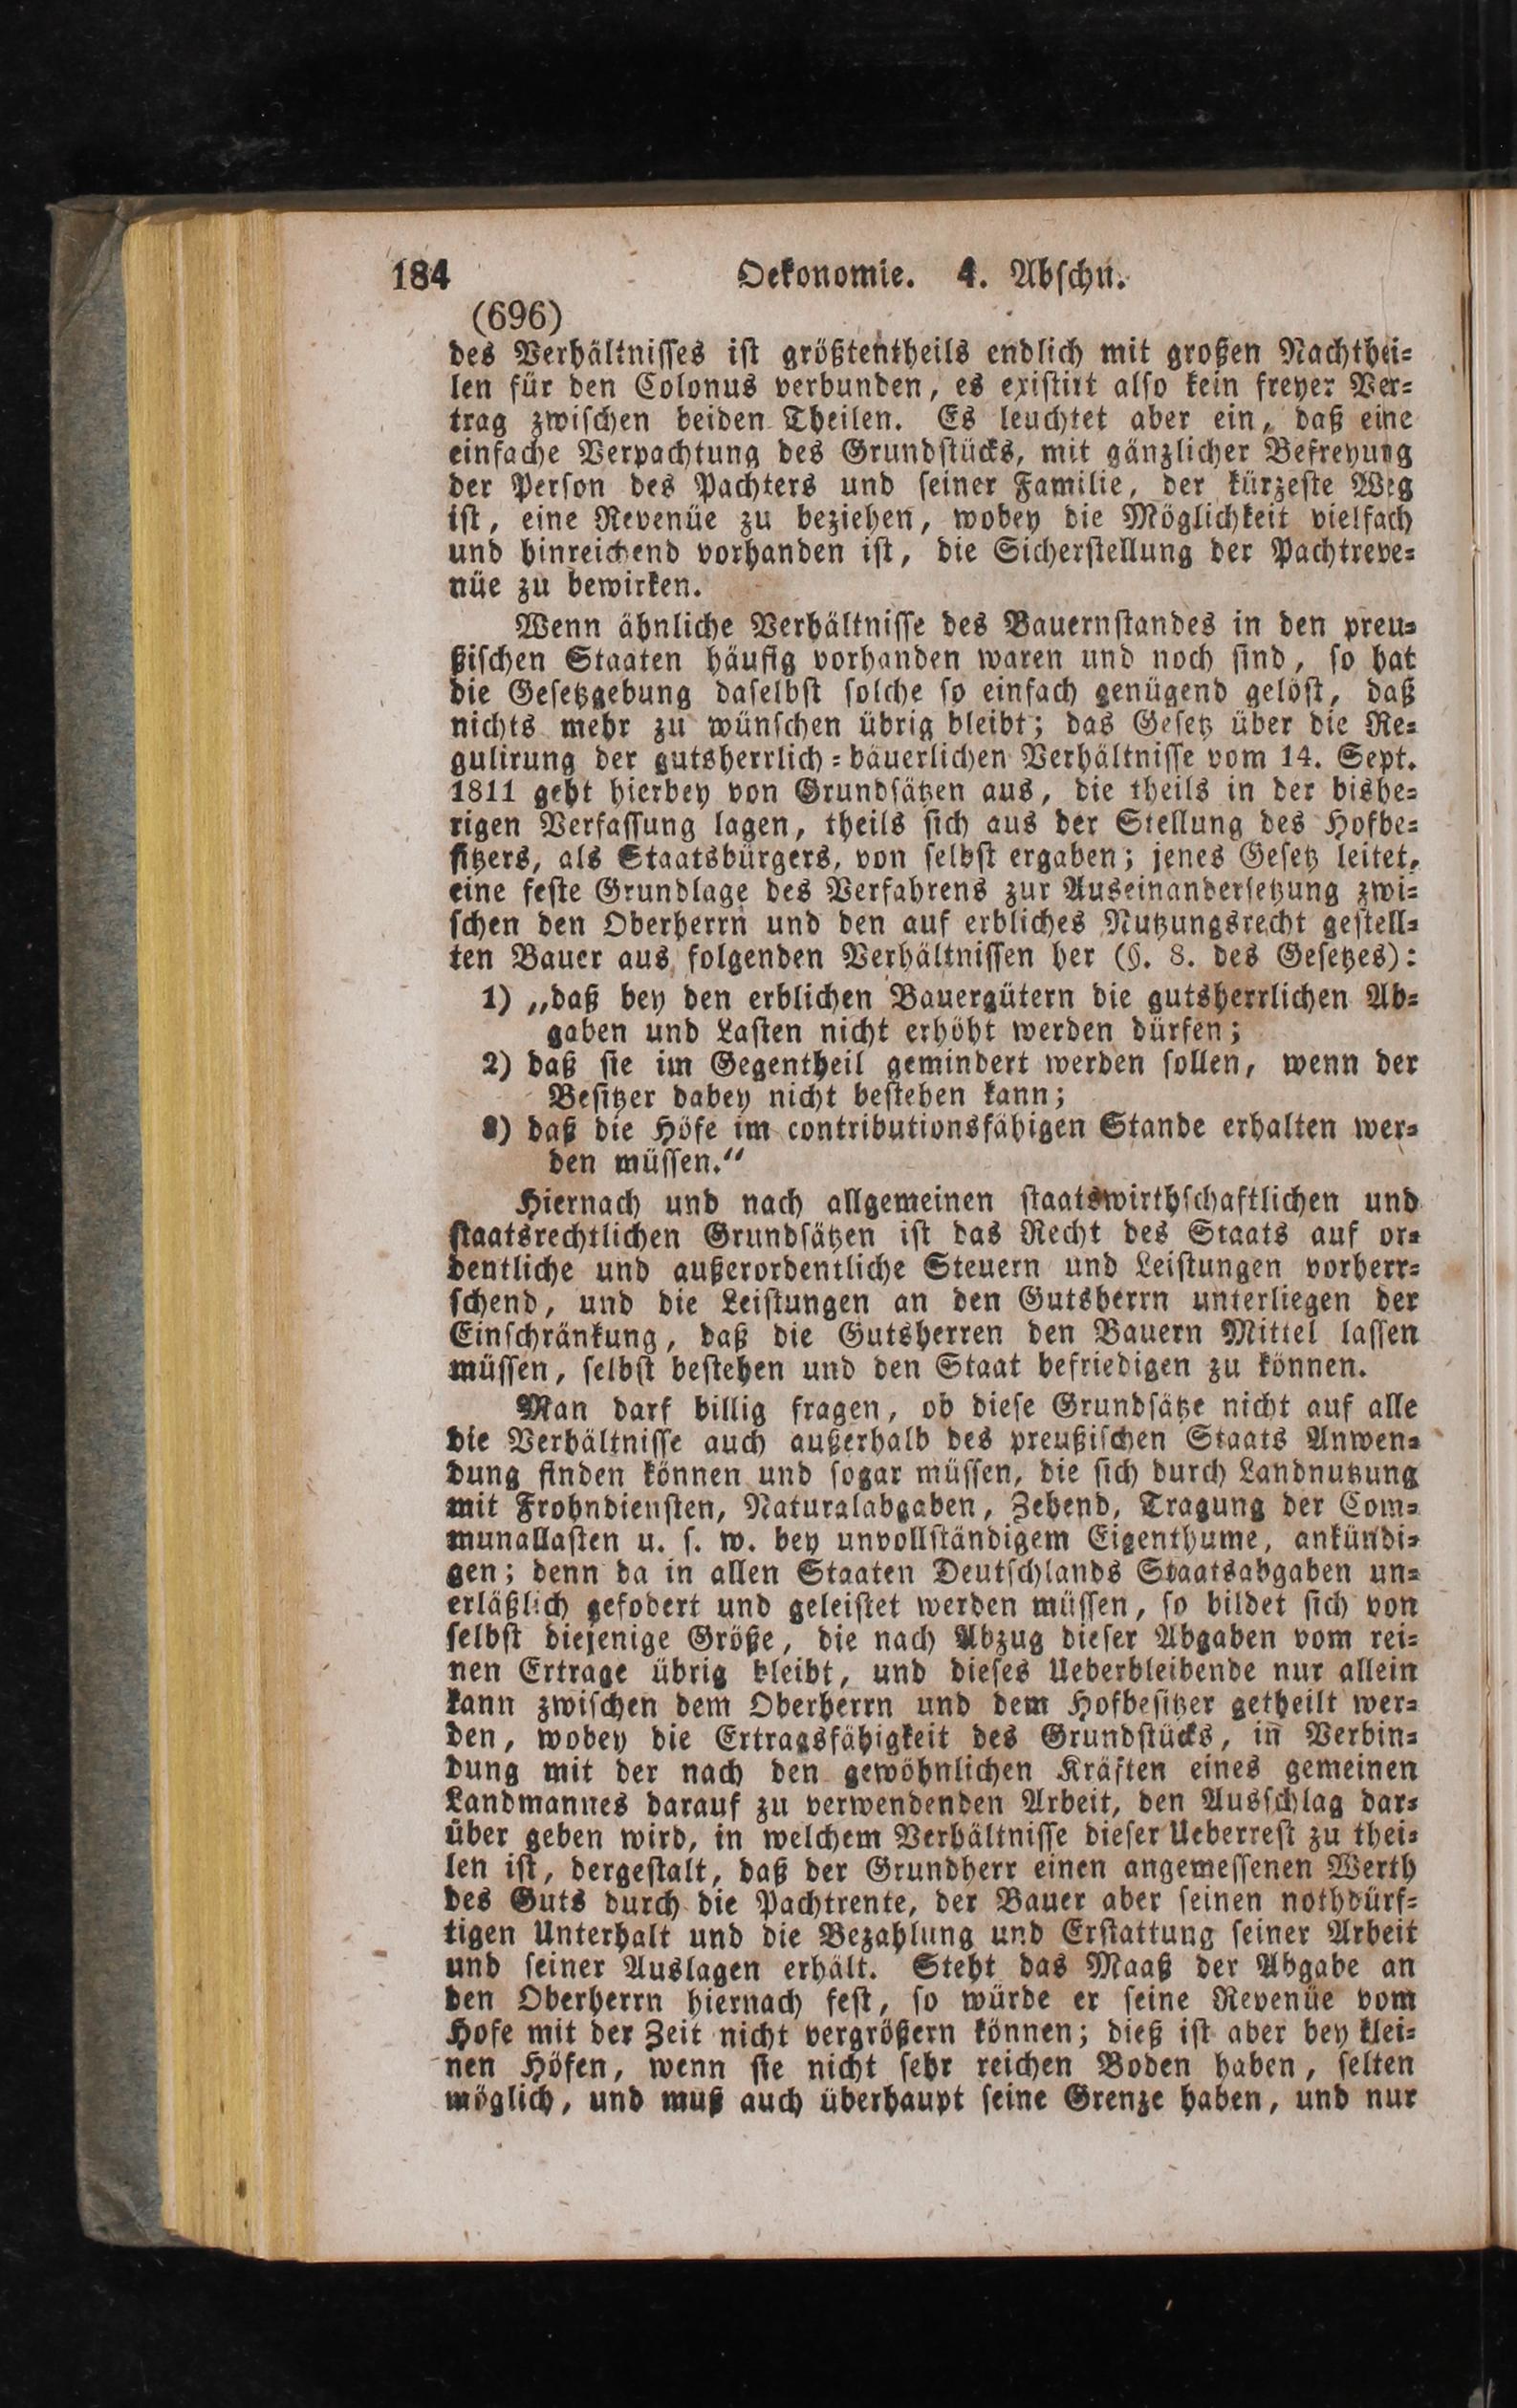 184 Oekonomie. 4. Abschn.
(696)
des Verhältnisses ist größtentheils endlich mit großen Nachthei-
len für den Colonus verbunden, es existirt also kein freyer Ver-
trag zwischen beiden Theilen. Es leuchtet aber ein, daß eine
einfache Verpachtung des Grundstücks, mit gänzlicher Befreyung
der Person des Pachters und seiner Familie, der kürzeste Weg
ist, eine Revenüe zu beziehen, wobey die Möglichkeit vielfach
und hinreichend vorhanden ist, die Sicherstellung der Pachtreve-
nüe zu bewirken.
Wenn ähnliche Verhältnisse des Bauernstandes in den preu-
ßischen Staaten häufig vorhanden waren und noch sind, so hat
die Gesetzgebung daselbst solche so einfach genügend gelöst, daß
nichts mehr zu wünschen übrig bleibt; das Gesetz über die Re-
gulirung der gutsherrlich-bäuerlichen Verhältnisse vom 14. Sept.
1811 geht hierbey von Grundsätzen aus, die theils in der bishe-
rigen Verfassung lagen, theils sich aus der Stellung des Hofbe-
sitzers, als Staatsbürgers, von selbst ergaben; jenes Gesetz leitet,
eine feste Grundlage des Verfahrens zur Auseinandersetzung zwi-
schen den Oberherrn und den auf erbliches Nutzungsrecht gestell-
ten Bauer aus folgenden Verhältnissen her (§. 8. des Gesetzes):
1) „daß bey den erblichen Bauergütern die gutsherrlichen Ab-
gaben und Lasten nicht erhöht werden dürfen;
2) daß sie im Gegentheil gemindert werden sollen, wenn der
Besitzer dabey nicht bestehen kann;
3) daß die Höfe im contributionsfähigen Stande erhalten wer-
den müssen.“
Hiernach und nach allgemeinen staatswirthschaftlichen und
staatsrechtlichen Grundsätzen ist das Recht des Staats auf or-
dentliche und außerordentliche Steuern und Leistungen vorherr-
schend, und die Leistungen an den Gutsherrn unterliegen der
Einschränkung, daß die Gutsherren den Bauern Mittel lassen
müssen, selbst bestehen und den Staat befriedigen zu können.
Man darf billig fragen, ob diese Grundsätze nicht auf alle
die Verhältnisse auch außerhalb des preußischen Staats Anwen-
dung finden können und sogar müssen, die sich durch Landnutzung
mit Frohndiensten, Naturalabgaben, Zehend, Tragung der Com-
munallasten u. s. w. bey unvollständigem Eigenthume, ankündi-
gen; denn da in allen Staaten Deutschlands Staatsabgaben un-
erläßlich gefodert und geleistet werden müssen, so bildet sich von
selbst diejenige Größe, die nach Abzug dieser Abgaben vom rei-
nen Ertrage übrig bleibt, und dieses Ueberbleibende nur allein
kann zwischen dem Oberherrn und dem Hofbesitzer getheilt wer-
den, wobey die Ertragsfähigkeit des Grundstücks, in Verbin-
dung mit der nach den gewöhnlichen Kräften eines gemeinen
Landmannes darauf zu verwendenden Arbeit, den Ausschlag dar-
über geben wird, in welchem Verhältnisse dieser Ueberrest zu thei-
len ist, dergestalt, daß der Grundherr einen angemessenen Werth
des Guts durch die Pachtrente, der Bauer aber seinen nothdürf-
tigen Unterhalt und die Bezahlung und Erstattung seiner Arbeit
und seiner Auslagen erhält. Steht das Maaß der Abgabe an
den Oberherrn hiernach fest, so würde er seine Revenüe vom
Hofe mit der Zeit nicht vergrößern können; dieß ist aber bey klei-
nen Höfen, wenn sie nicht sehr reichen Boden haben, selten
möglich, und muß auch überhaupt seine Grenze haben, und nur